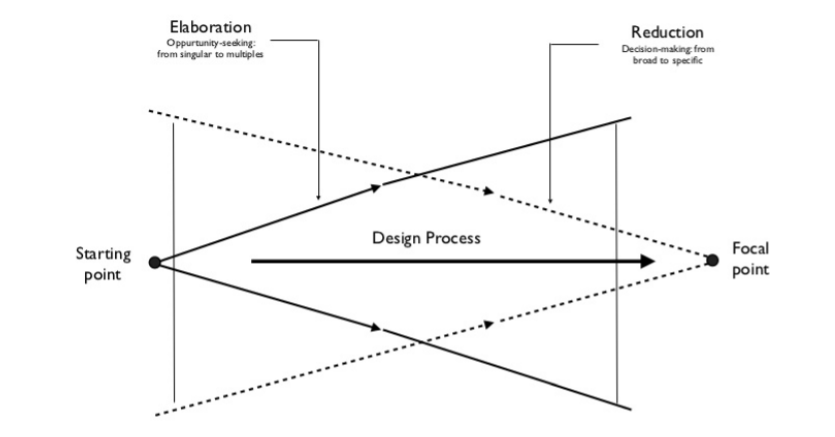 Elaboration
Oppurtunity-seeking:
from singular to multiples
Reduction
Decision-making: from
broad to specific
Design Process
Starting
point
Focal
point